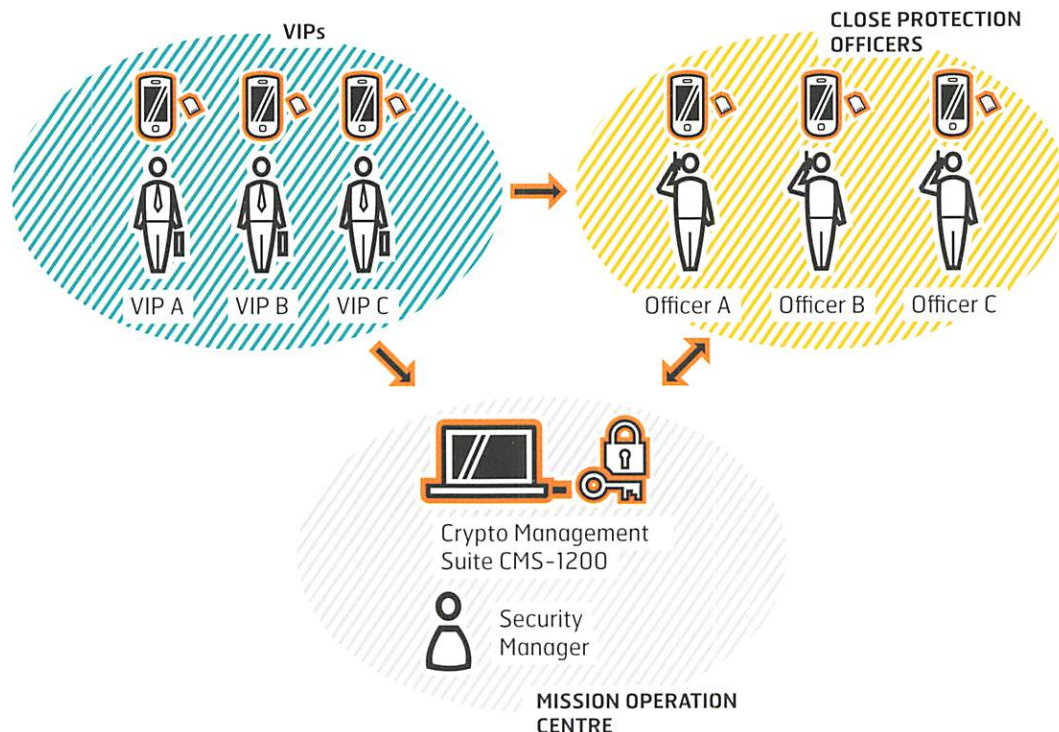 VIPs
CLOSE PROTECTION
OFFICERS
VIP A
VIP B
VIP C
Officer A
Officer B
Officer C
Crypto Management
Suite CMS-1200
Security
Manager
MISSION OPERATION
CENTRE